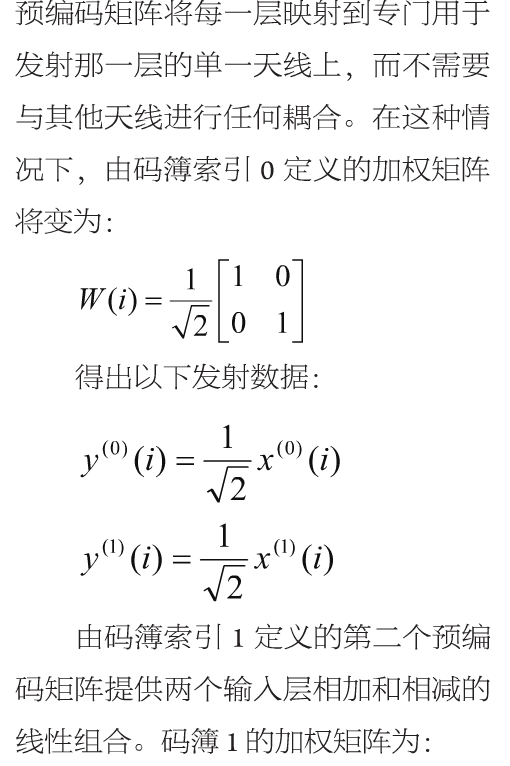 预编码矩阵将每一层映射到专门用于
发射那一层的单一天线上，而不需要
与其他天线进行任何耦合。在这种情
况下，由码簿索引 0 定义的加权矩阵
将变为：
W(i) = \frac{1}{\sqrt{2}} \begin{bmatrix} 1 & 0 \\ 0 & 1 \end{bmatrix}
得出以下发射数据：
y^{(0)}(i) = \frac{1}{\sqrt{2}} x^{(0)}(i)
y^{(1)}(i) = \frac{1}{\sqrt{2}} x^{(1)}(i)
由码簿索引 1 定义的第二个预编
码矩阵提供两个输入层相加和相减的
线性组合。码簿 1 的加权矩阵为：